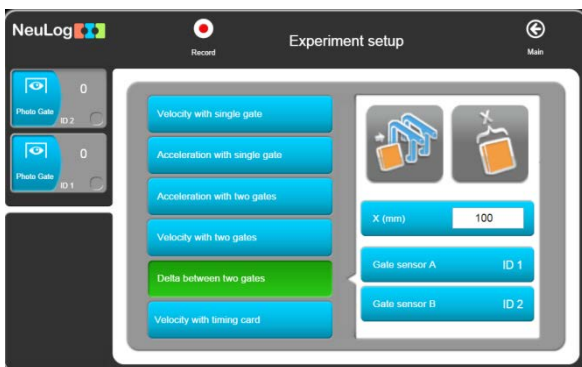 NeuLog
Record
Experiment setup
Main
0
Photo Gate
ID 2
0
Photo Gate
ID 1
Velocity with single gate
Acceleration with single gate
Acceleration with two gates
Velocity with two gates
Delta between two gates
Velocity with timing card
X
X (mm) 100
Gate sensor A ID 1
Gate sensor B ID 2